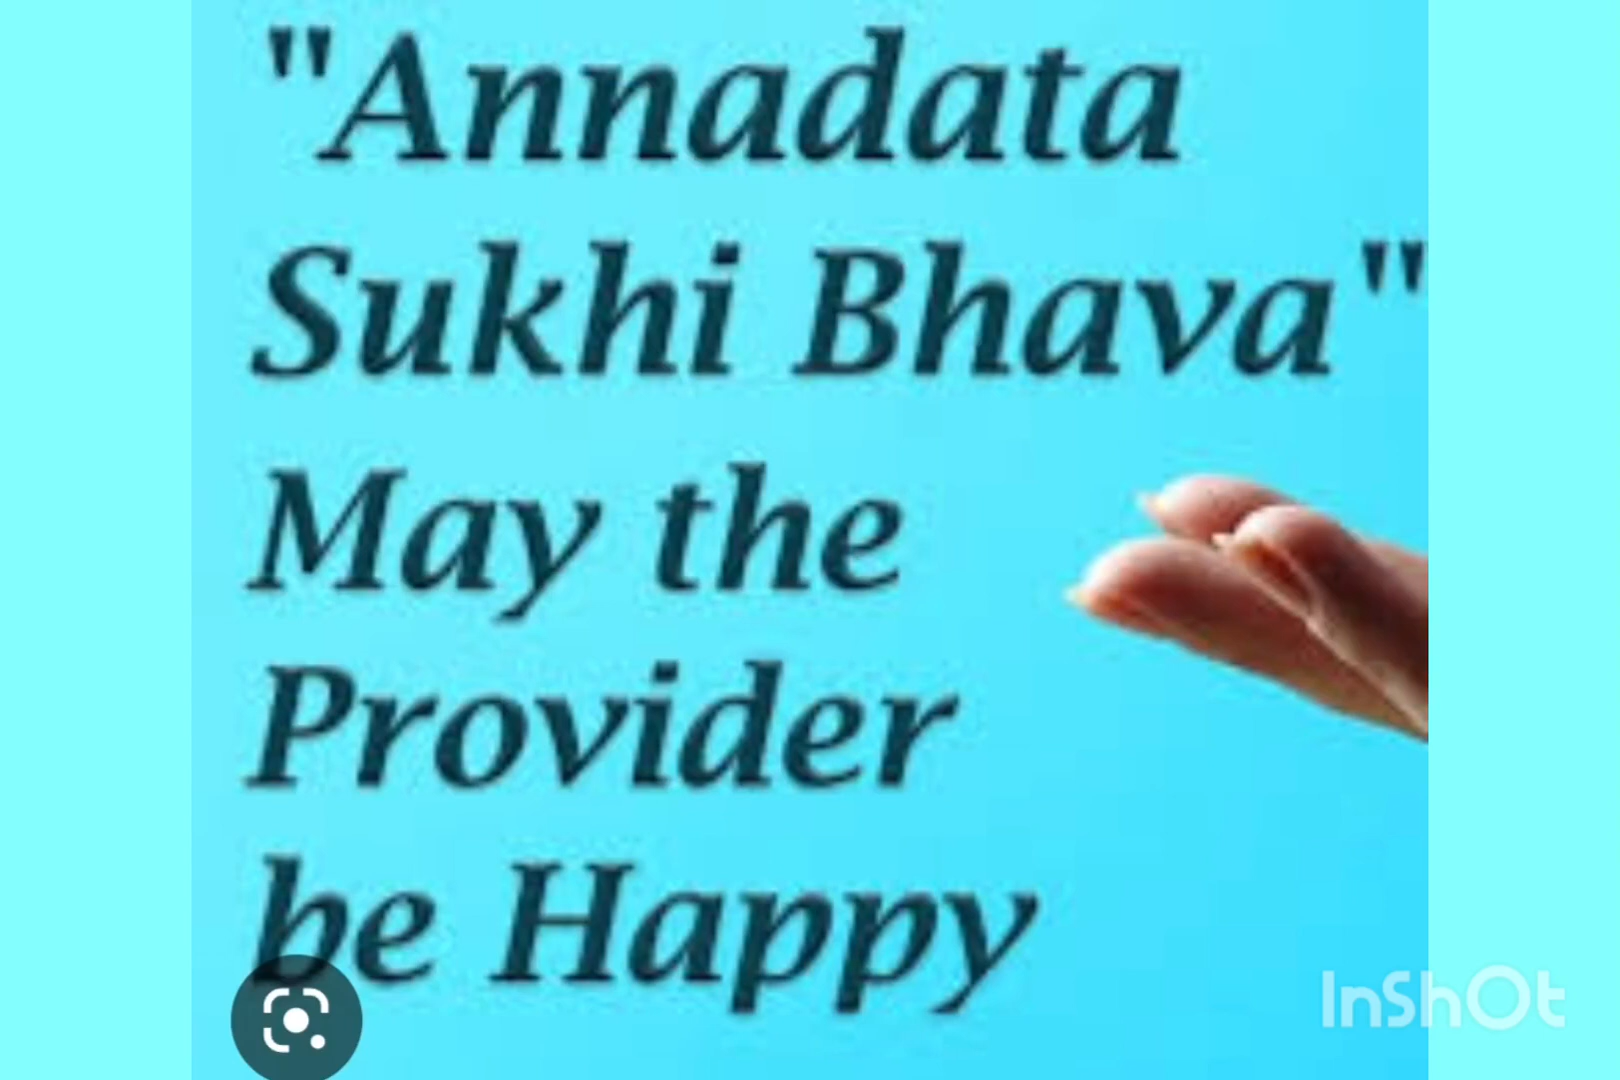 "Annadata
Sukhi Bhava"
May the
Provider
be Happy
InShOt